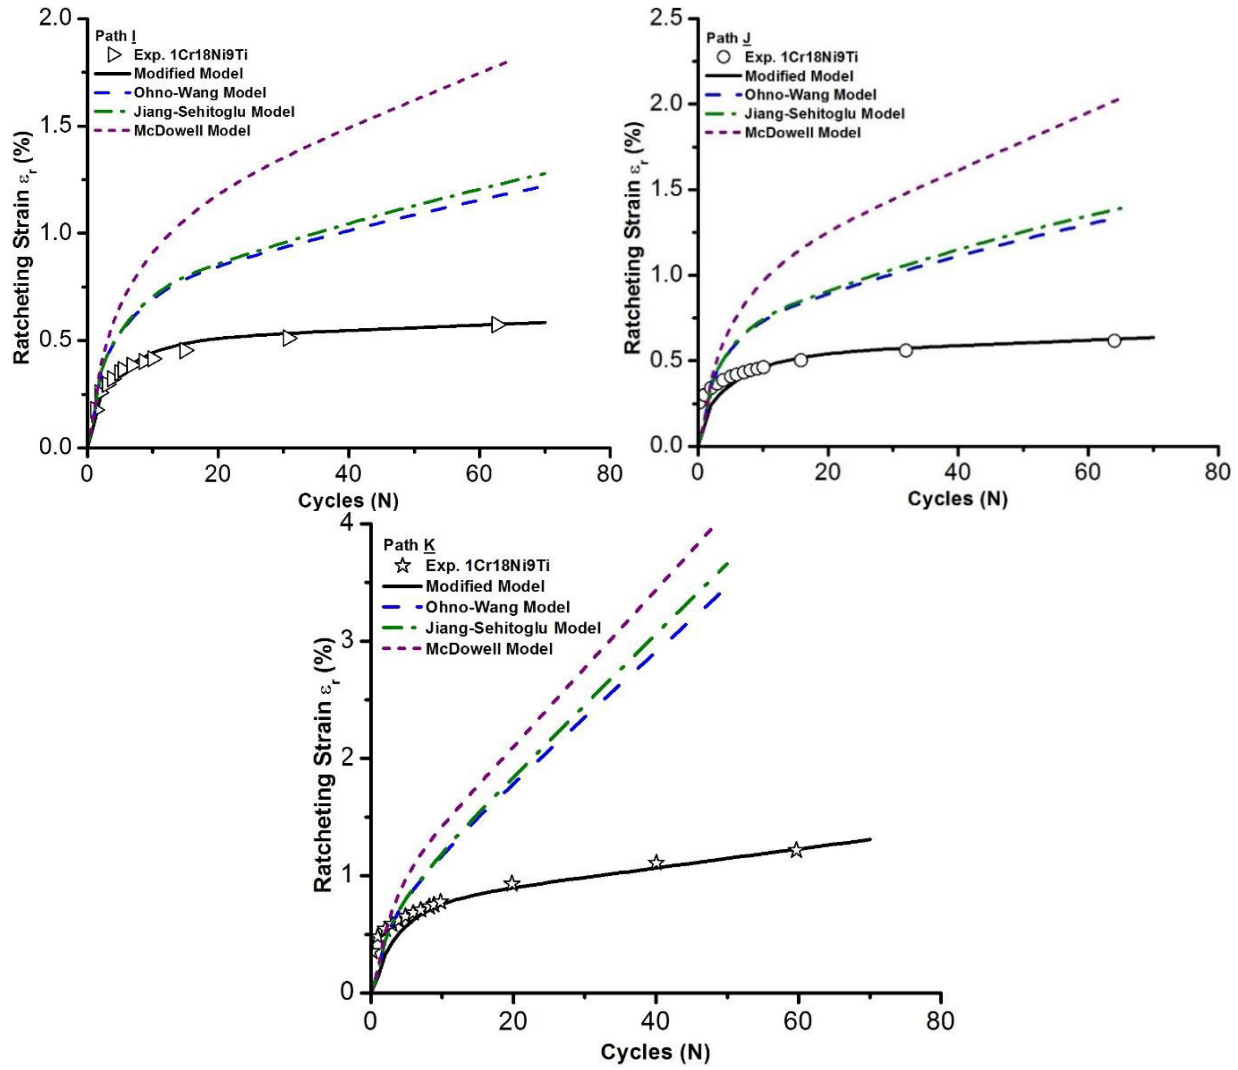 Path I
Exp. 1Cr18Ni9Ti
Modified Model
Ohno-Wang Model
Jiang-Sehitoglu Model
McDowell Model
Ratcheting Strain εr (%)
2.0
1.5
1.0
0.5
0.0
0 20 40 60 80
Cycles (N)
Path J
Exp. 1Cr18Ni9Ti
Modified Model
Ohno-Wang Model
Jiang-Sehitoglu Model
McDowell Model
Ratcheting Strain εr (%)
2.5
2.0
1.5
1.0
0.5
0.0
0 20 40 60 80
Cycles (N)
Path K
Exp. 1Cr18Ni9Ti
Modified Model
Ohno-Wang Model
Jiang-Sehitoglu Model
McDowell Model
Ratcheting Strain εr (%)
4
3
2
1
0
0 20 40 60 80
Cycles (N)